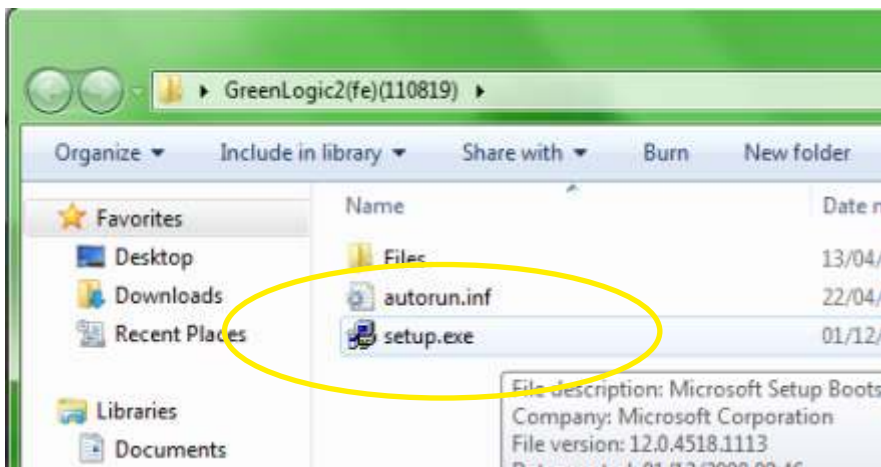 GreenLogic2(fe)(110819)
Organize Include in library Share with Burn New folder
Name Date
Favorites
Files 13/04/
Desktop
autorun.inf 22/04/
Downloads
setup.exe 01/12/
Recent Places
File description: Microsoft Setup Boots
Libraries
Company: Microsoft Corporation
File version: 12.0.4518.1113
Documents